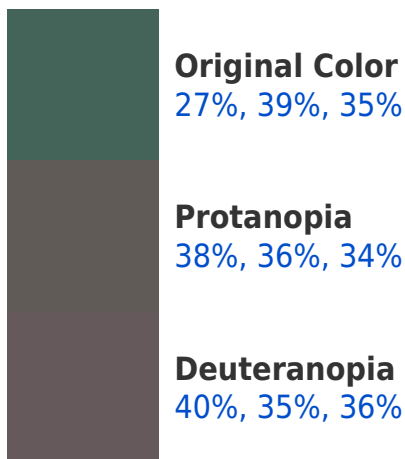 Original Color
27%, 39%, 35%
Protanopia
38%, 36%, 34%
Deuteranopia
40%, 35%, 36%